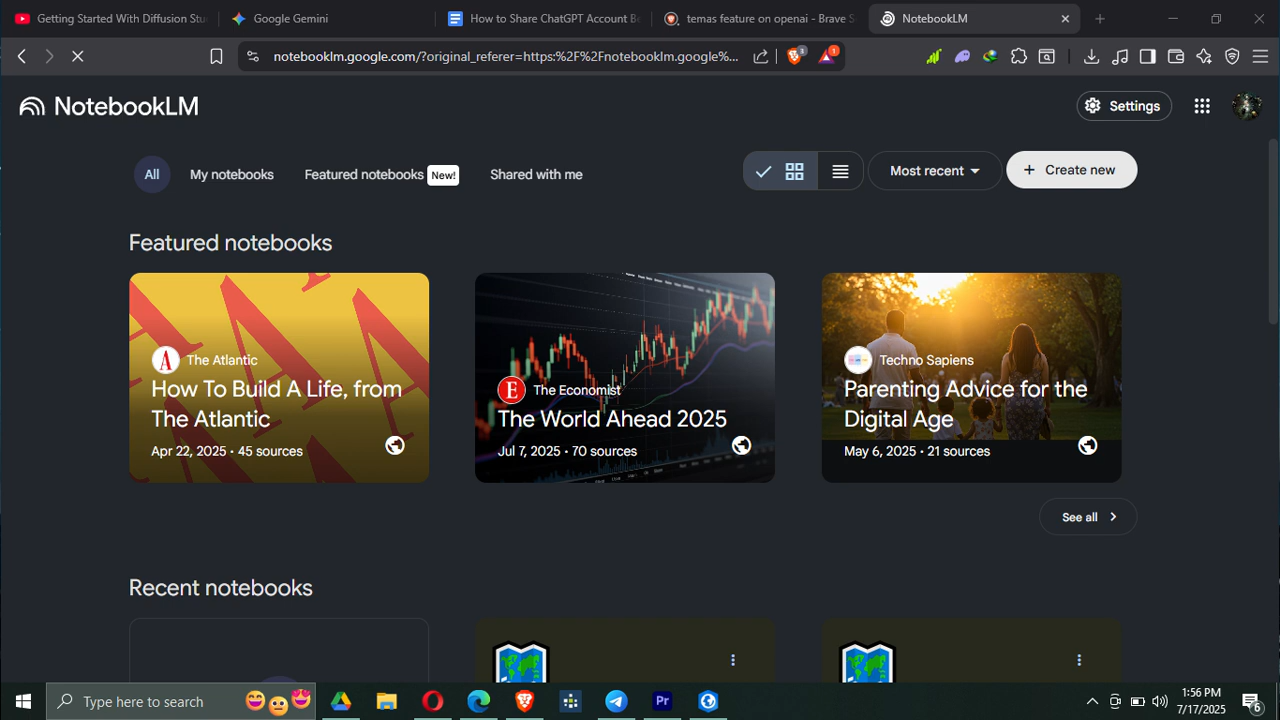 Getting Started With Diffusion Stu
Google Gemini
How to Share ChatGPT Account Be
temas feature on openai - Brave S
NotebookLM
notebooklm.google.com/?original_referer=https:%2F%2Fnotebooklm.google%...
3
1
NotebookLM
Settings
All
My notebooks
Featured notebooks New!
Shared with me
Most recent
+ Create new
Featured notebooks
The Atlantic
How To Build A Life, from
The Atlantic
Apr 22, 2025 • 45 sources
The Economist
The World Ahead 2025
Jul 7, 2025 • 70 sources
Techno Sapiens
Parenting Advice for the
Digital Age
May 6, 2025 • 21 sources
See all
Recent notebooks
Type here to search
Pr
1:56 PM
7/17/2025
6